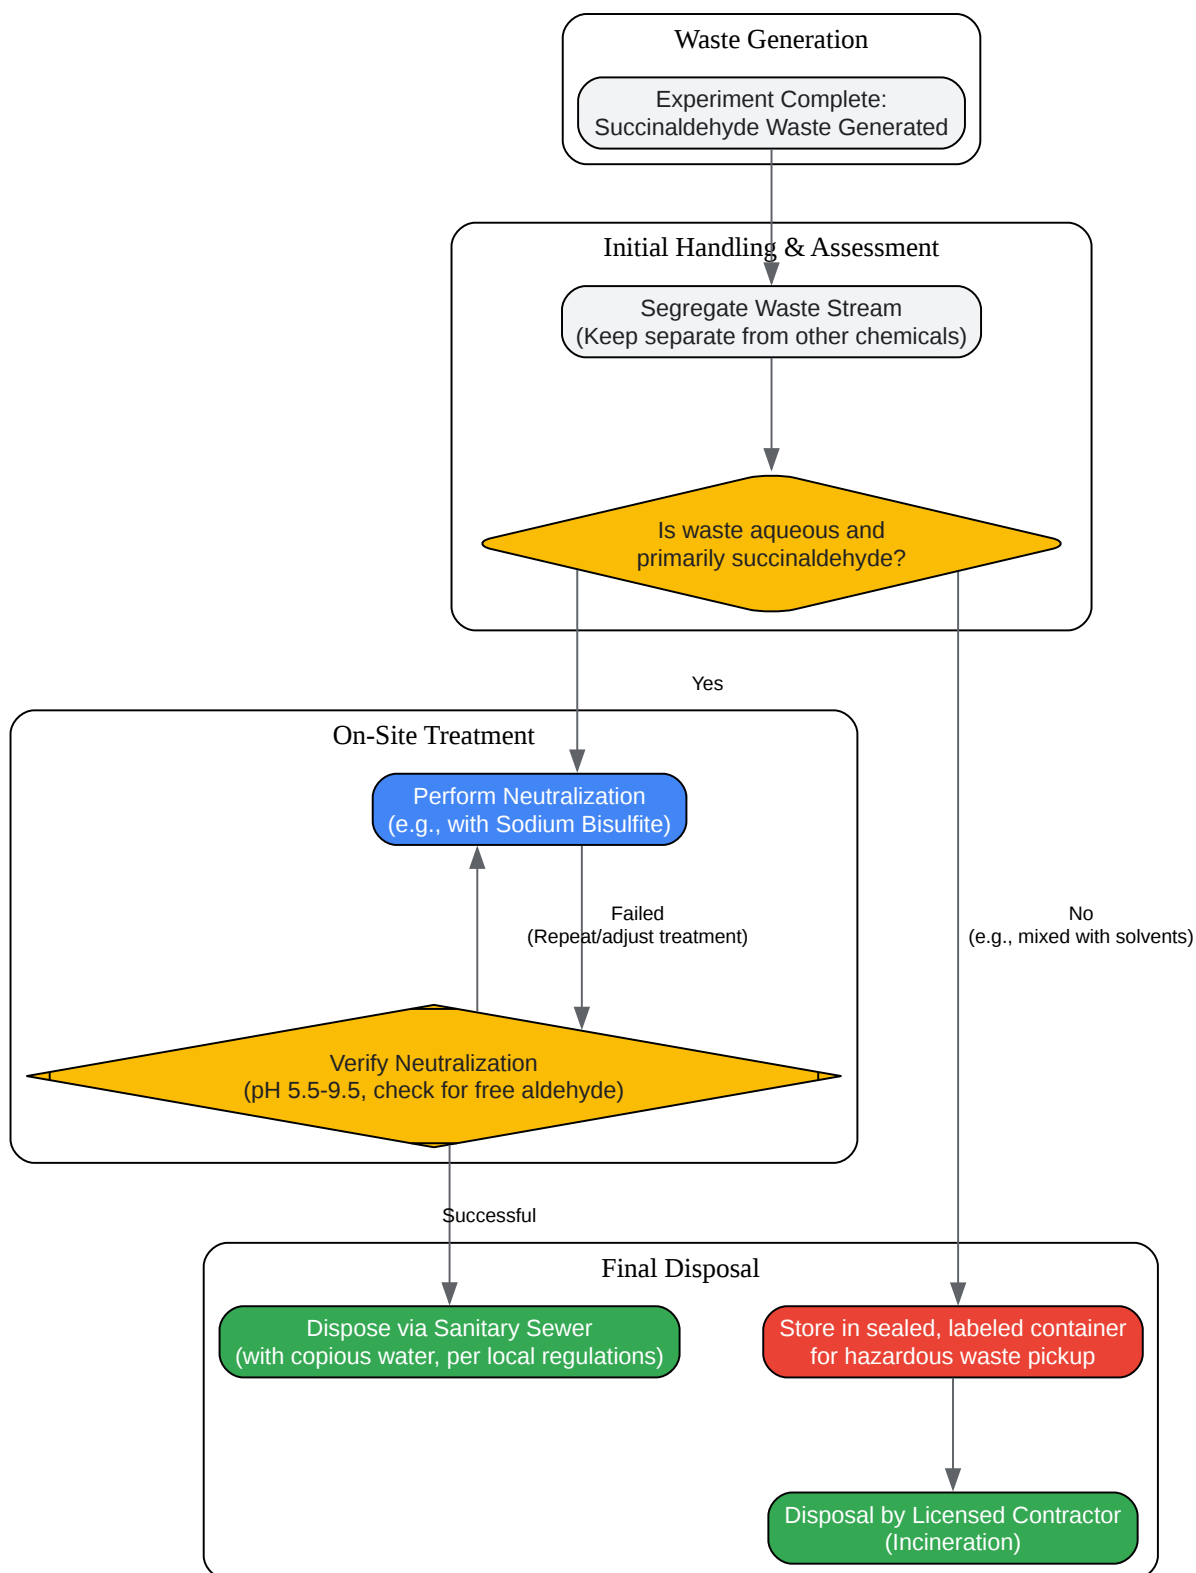 Waste Generation
Experiment Complete:
Succinaldehyde Waste Generated
Initial Handling & Assessment
Segregate Waste Stream
(Keep separate from other chemicals)
Is waste aqueous and
primarily succinaldehyde?
Yes
On-Site Treatment
Perform Neutralization
(e.g., with Sodium Bisulfite)
Failed
(Repeat/adjust treatment)
No
(e.g., mixed with solvents)
Verify Neutralization
(pH 5.5-9.5, check for free aldehyde)
Successful
Final Disposal
Dispose via Sanitary Sewer
(with copious water, per local regulations)
Store in sealed, labeled container
for hazardous waste pickup
Disposal by Licensed Contractor
(Incineration)